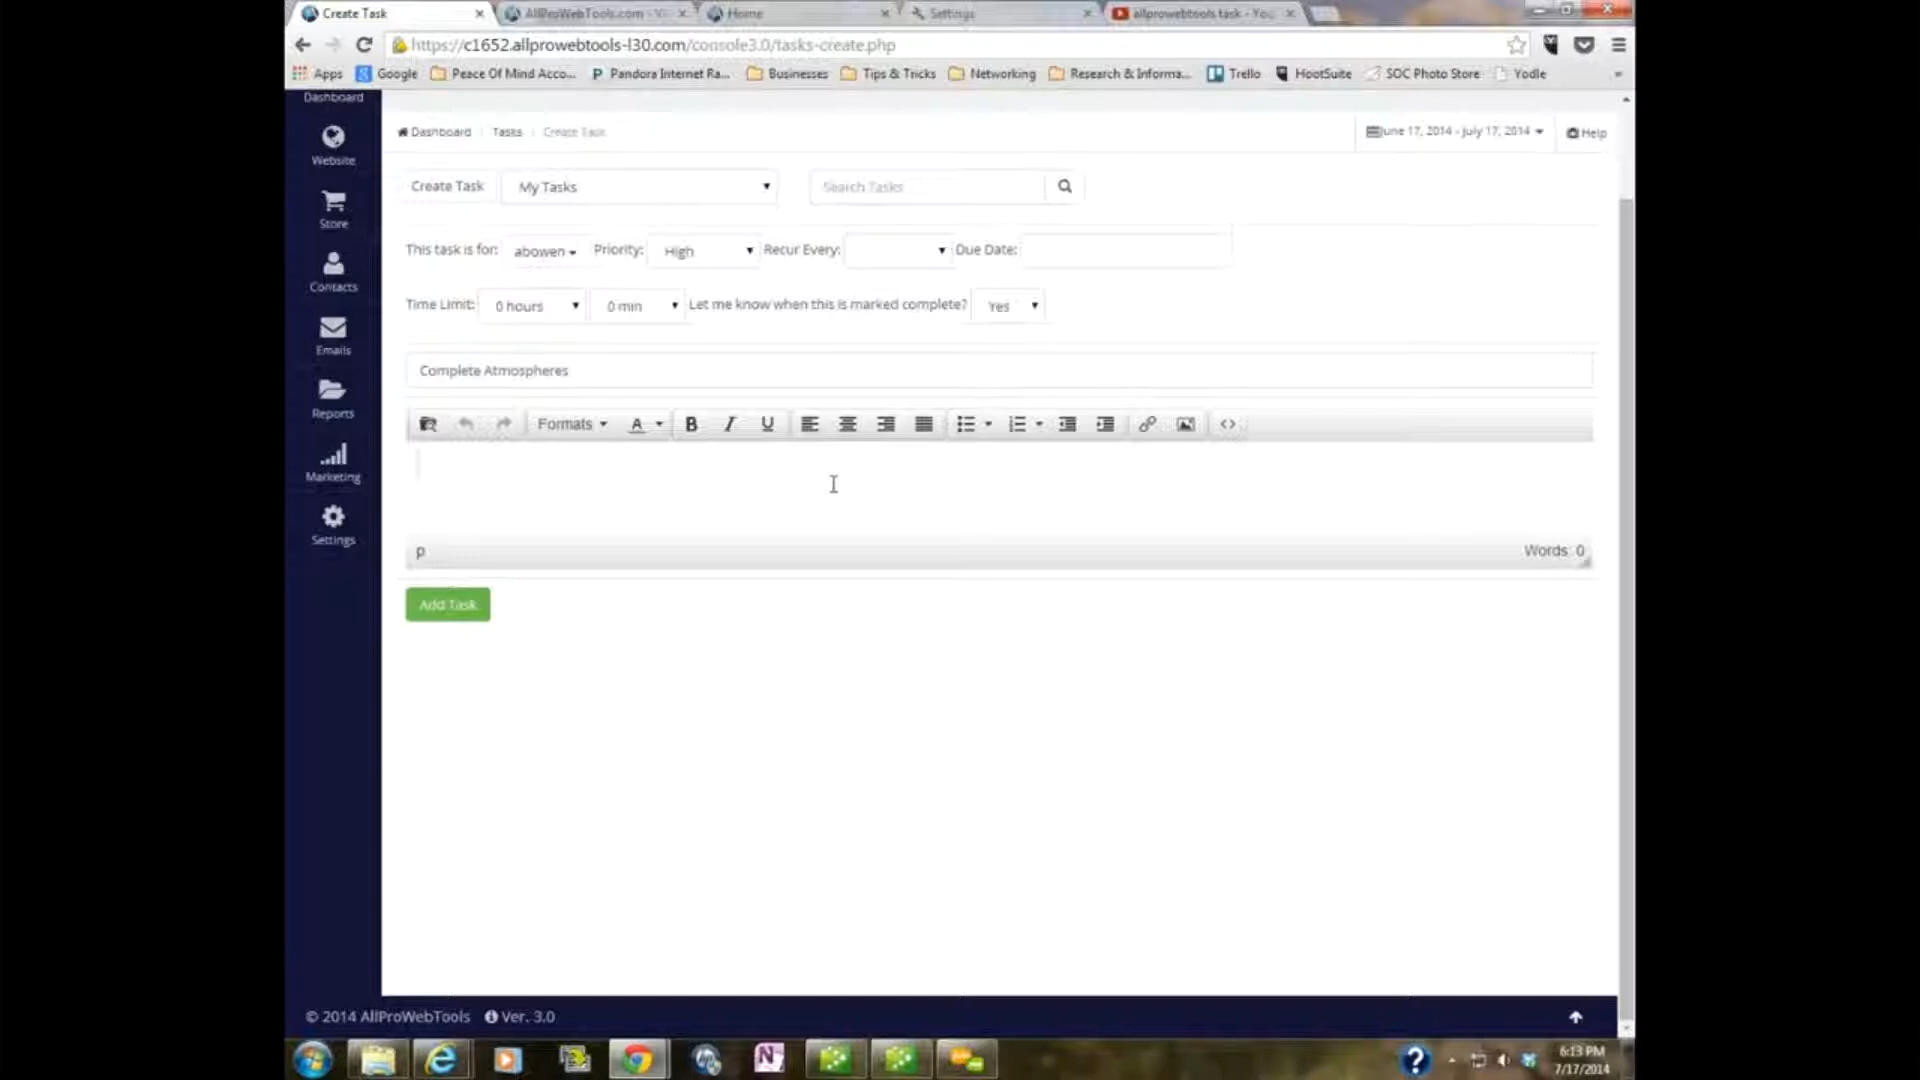 Create Task
AllProWebTools.com - Vi
Home
Settings
allprowebtools task - You
https://c1652.allprowebtools-l30.com/console3.0/tasks-create.php
Apps Google Peace Of Mind Acco... Pandora Internet Ra... Businesses Tips & Tricks Networking Research & Informa... Trello HootSuite SOC Photo Store Yodle
Dashboard
Website
Store
Contacts
Emails
Reports
Marketing
Settings
Dashboard Tasks Create Task
June 17, 2014 - July 17, 2014 Help
Create Task My Tasks Search Tasks
This task is for: abowen Priority: High Recur Every: Due Date:
Time Limit: 0 hours 0 min Let me know when this is marked complete? Yes
Complete Atmospheres
Formats A B I U
p Words: 0
Add Task
© 2014 AllProWebTools Ver. 3.0
6:13 PM
7/17/2014